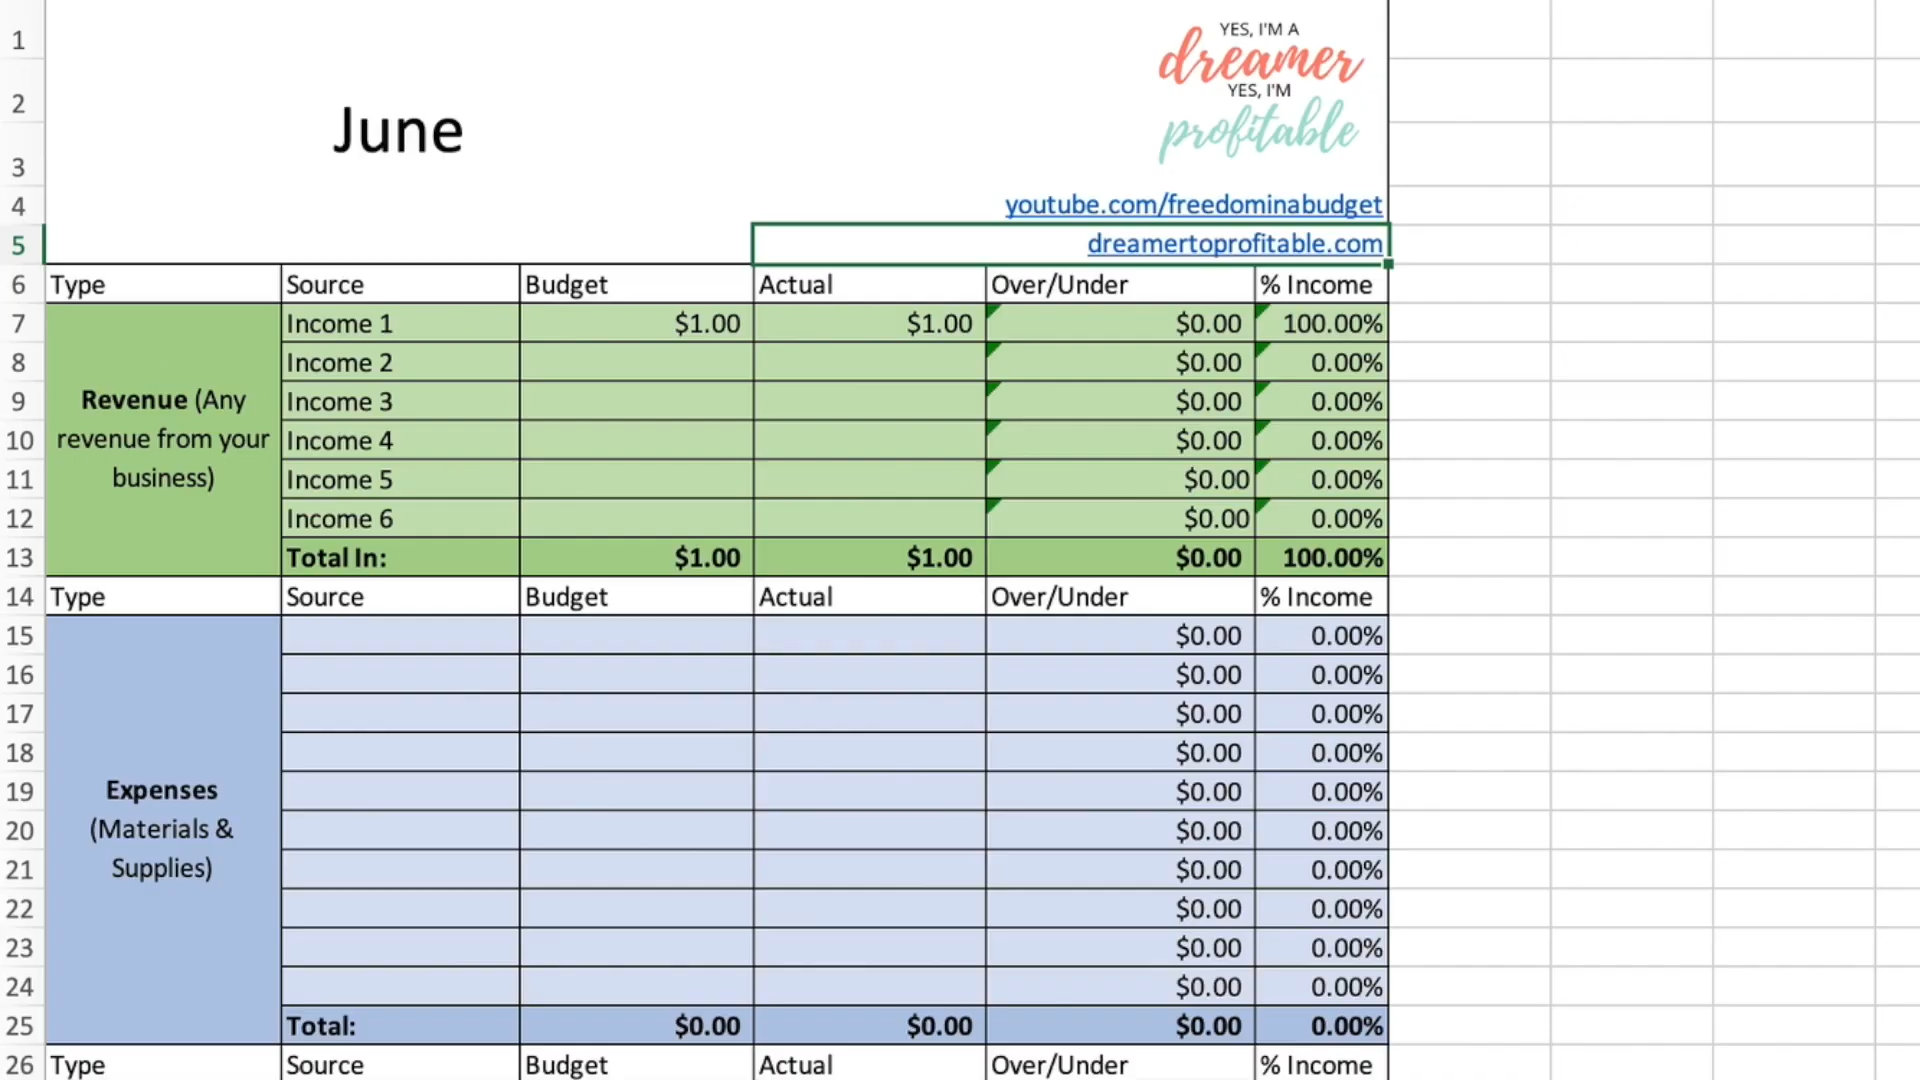 1
YES, I'M A
dreamer
2
June
YES, I'M
profitable
3
4 youtube.com/freedominabudget
5 dreamertoprofitable.com
6 Type Source Budget Actual Over/Under % Income
7 Income 1 $1.00 $1.00 $0.00 100.00%
8 Income 2 $0.00 0.00%
9 Revenue (Any Income 3 $0.00 0.00%
10 revenue from your Income 4 $0.00 0.00%
11 business) Income 5 $0.00 0.00%
12 Income 6 $0.00 0.00%
13 Total In: $1.00 $1.00 $0.00 100.00%
14 Type Source Budget Actual Over/Under % Income
15 $0.00 0.00%
16 $0.00 0.00%
17 $0.00 0.00%
18 $0.00 0.00%
19 Expenses $0.00 0.00%
20 (Materials & $0.00 0.00%
21 Supplies) $0.00 0.00%
22 $0.00 0.00%
23 $0.00 0.00%
24 $0.00 0.00%
25 Total: $0.00 $0.00 $0.00 0.00%
26 Type Source Budget Actual Over/Under % Income